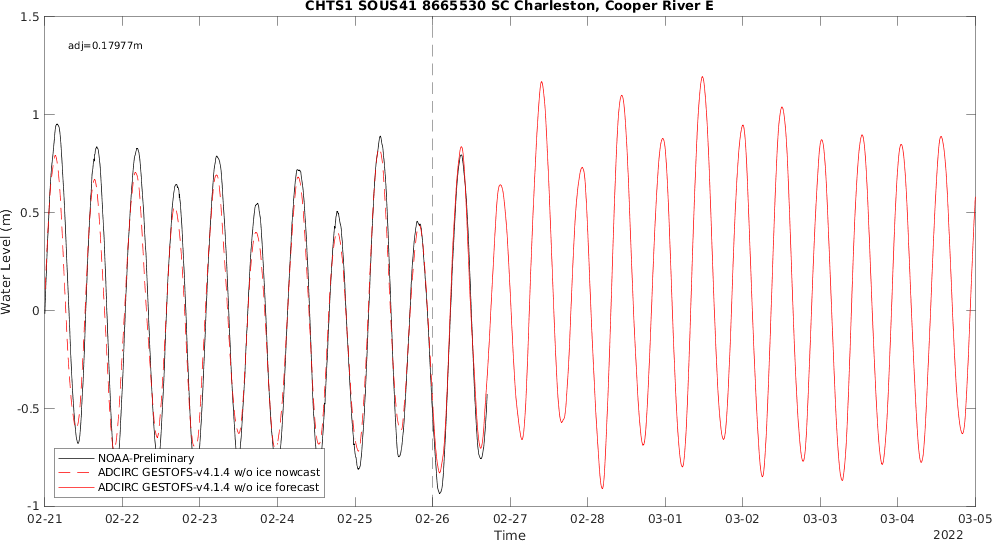 CHTS1 SOUS41 8665530 SC Charleston, Cooper River E
adj=0.17977m
1.5
1
0.5
0
-0.5
-1
Water Level (m)
NOAA-Preliminary
ADCIRC GESTOFS-v4.1.4 w/o ice nowcast
ADCIRC GESTOFS-v4.1.4 w/o ice forecast
02-21 02-22 02-23 02-24 02-25 02-26 02-27 02-28 03-01 03-02 03-03 03-04 03-05
Time
2022